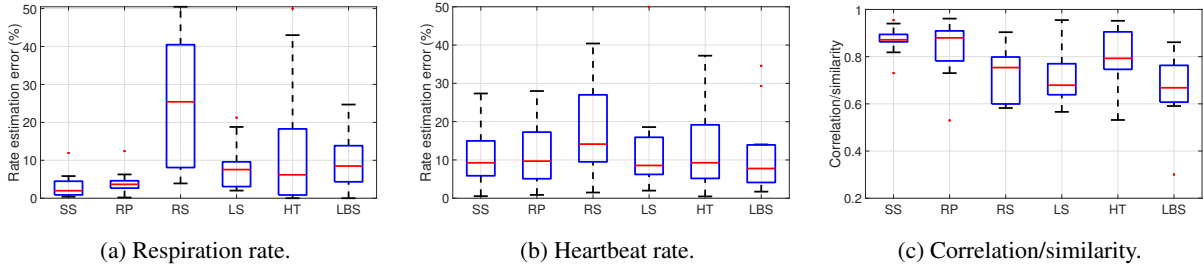 Rate estimation error (%)
50
40
30
20
10
0
SS RP RS LS HT LBS
(a) Respiration rate.
Rate estimation error (%)
50
40
30
20
10
0
SS RP RS LS HT LBS
(b) Heartbeat rate.
Correlation/similarity
1
0.8
0.6
0.4
0.2
SS RP RS LS HT LBS
(c) Correlation/similarity.